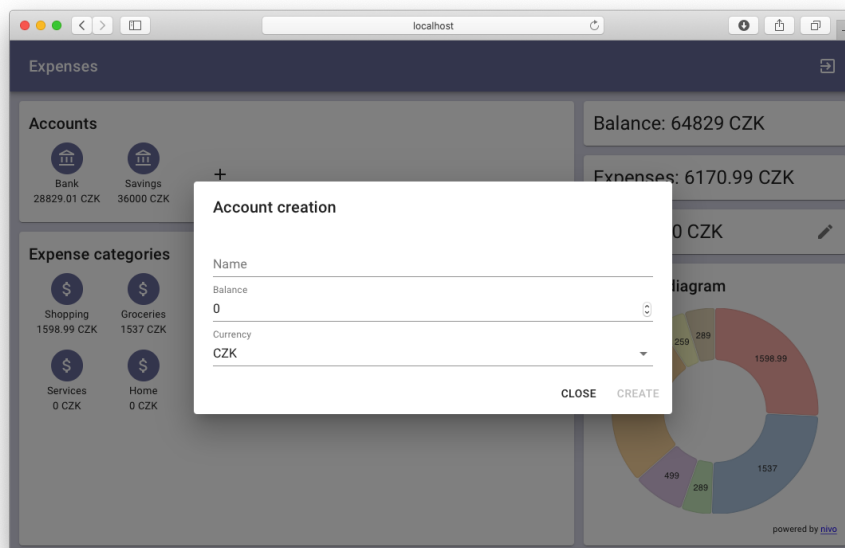 localhost
Expenses
Accounts
Bank
28829.01 CZK
Savings
36000 CZK
+
Balance: 64829 CZK
Expenses: 6170.99 CZK
0 CZK
Expense categories
$
Shopping
1598.99 CZK
$
Groceries
1537 CZK
$
Services
0 CZK
$
Home
0 CZK
Account creation
Name
Balance
0
Currency
CZK
CLOSE
CREATE
diagram
259
289
1598.99
1537
289
499
powered by nivo